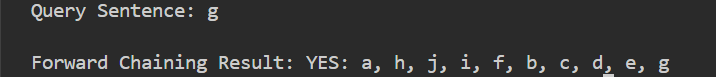 Query Sentence: g
Forward Chaining Result: YES: a, h, j, i, f, b, c, d, e, g